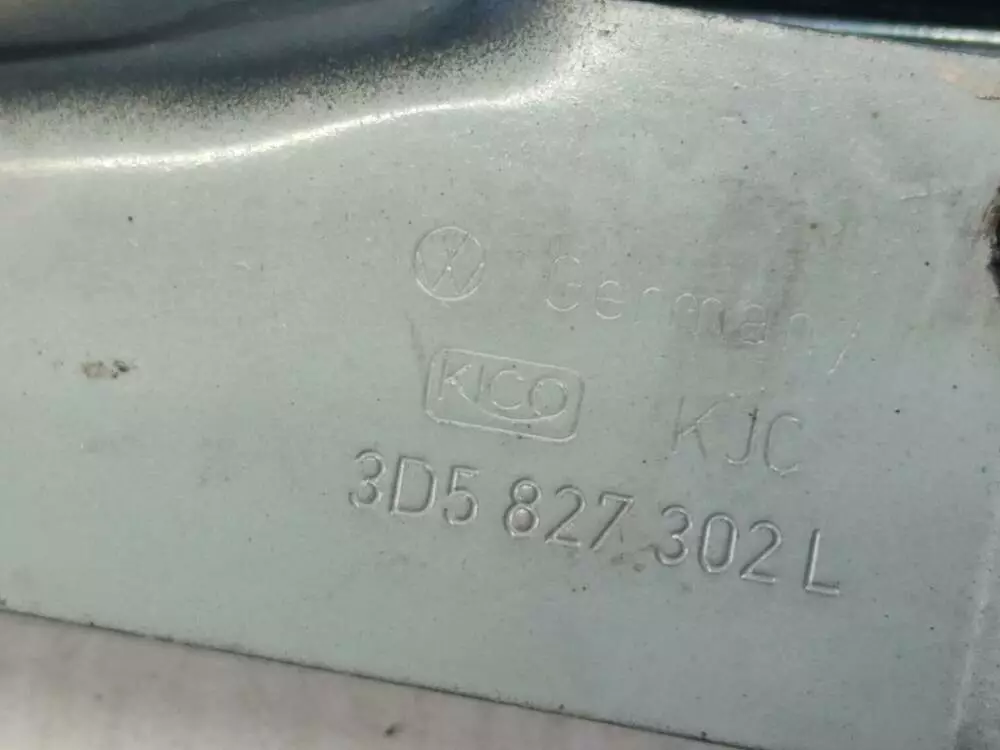 Germany
KICO KJC
3D5 827 302 L